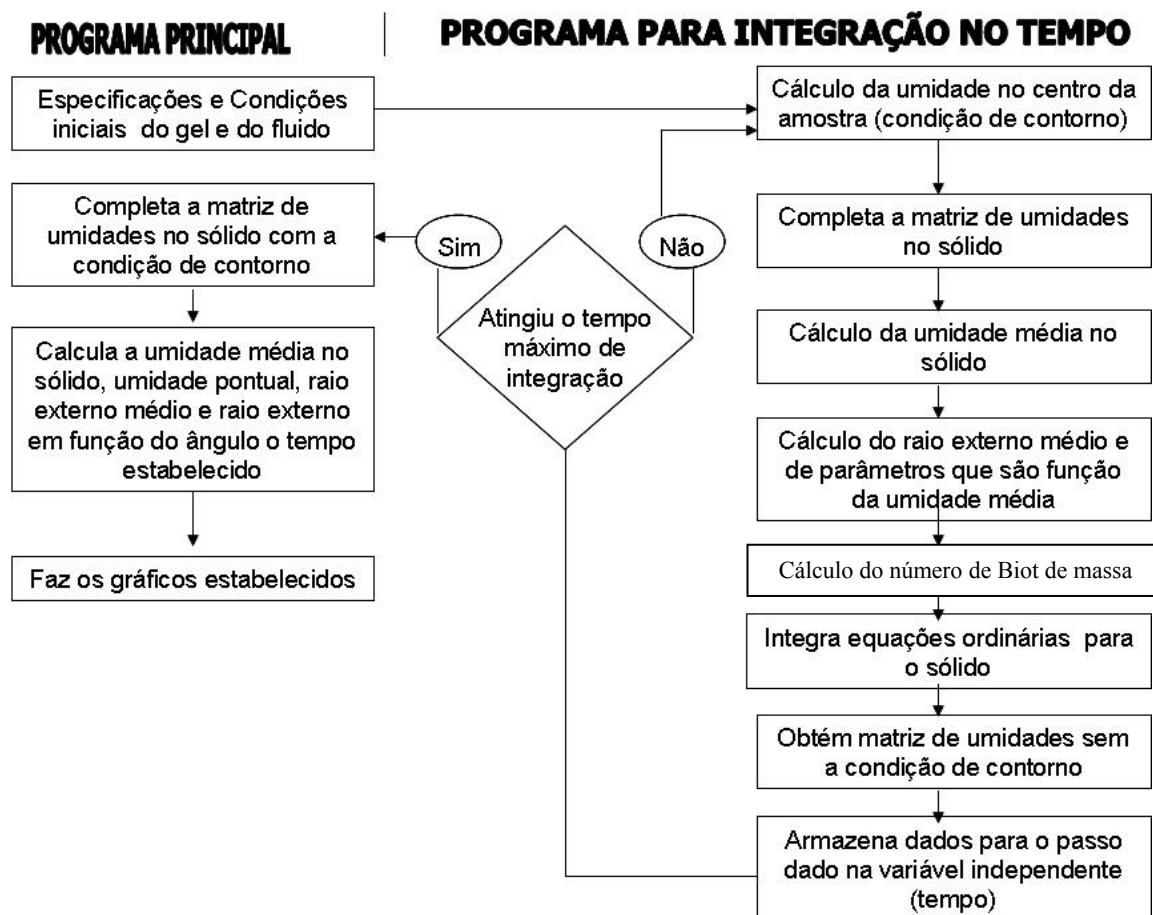 PROGRAMA PRINCIPAL
Especificações e Condições
iniciais do gel e do fluido
Completa a matriz de
umidades no sólido com a
condição de contorno
Calcula a umidade média no
sólido, umidade pontual, raio
externo médio e raio externo
em função do ângulo o tempo
estabelecido
Faz os gráficos estabelecidos
Sim
Não
Atingiu o tempo
máximo de
integração
PROGRAMA PARA INTEGRAÇÃO NO TEMPO
Cálculo da umidade no centro da
amostra (condição de contorno)
Completa a matriz de umidades
no sólido
Cálculo da umidade média no
sólido
Cálculo do raio externo médio e
de parâmetros que são função
da umidade média
Cálculo do número de Biot de massa
Integra equações ordinárias para
o sólido
Obtém matriz de umidades sem
a condição de contorno
Armazena dados para o passo
dado na variável independente
(tempo)